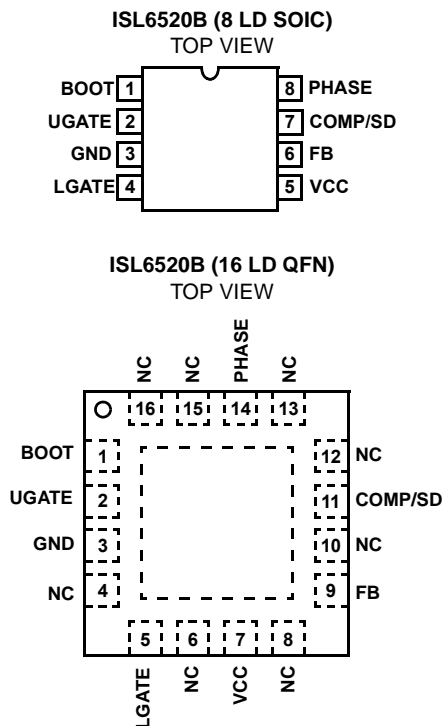 ISL6520B (8 LD SOIC)
TOP VIEW
BOOT 1 8 PHASE
UGATE 2 7 COMP/SD
GND 3 6 FB
LGATE 4 5 VCC
ISL6520B (16 LD QFN)
TOP VIEW
NC NC PHASE NC
16 15 14 13
BOOT 1 12 NC
UGATE 2 11 COMP/SD
GND 3 10 NC
NC 4 9 FB
5 6 7 8
LGATE NC VCC NC